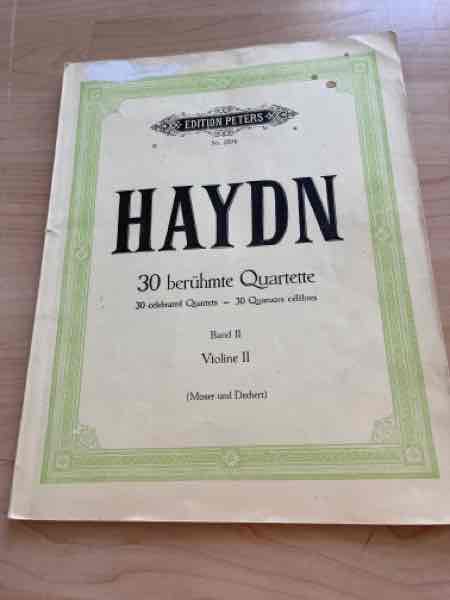 EDITION PETERS
HAYDN
30 berühmte Quartette
30 celebrated Quartets — 30 Quatuors célèbres
Band II
Violine II
(Moser und Dechert)